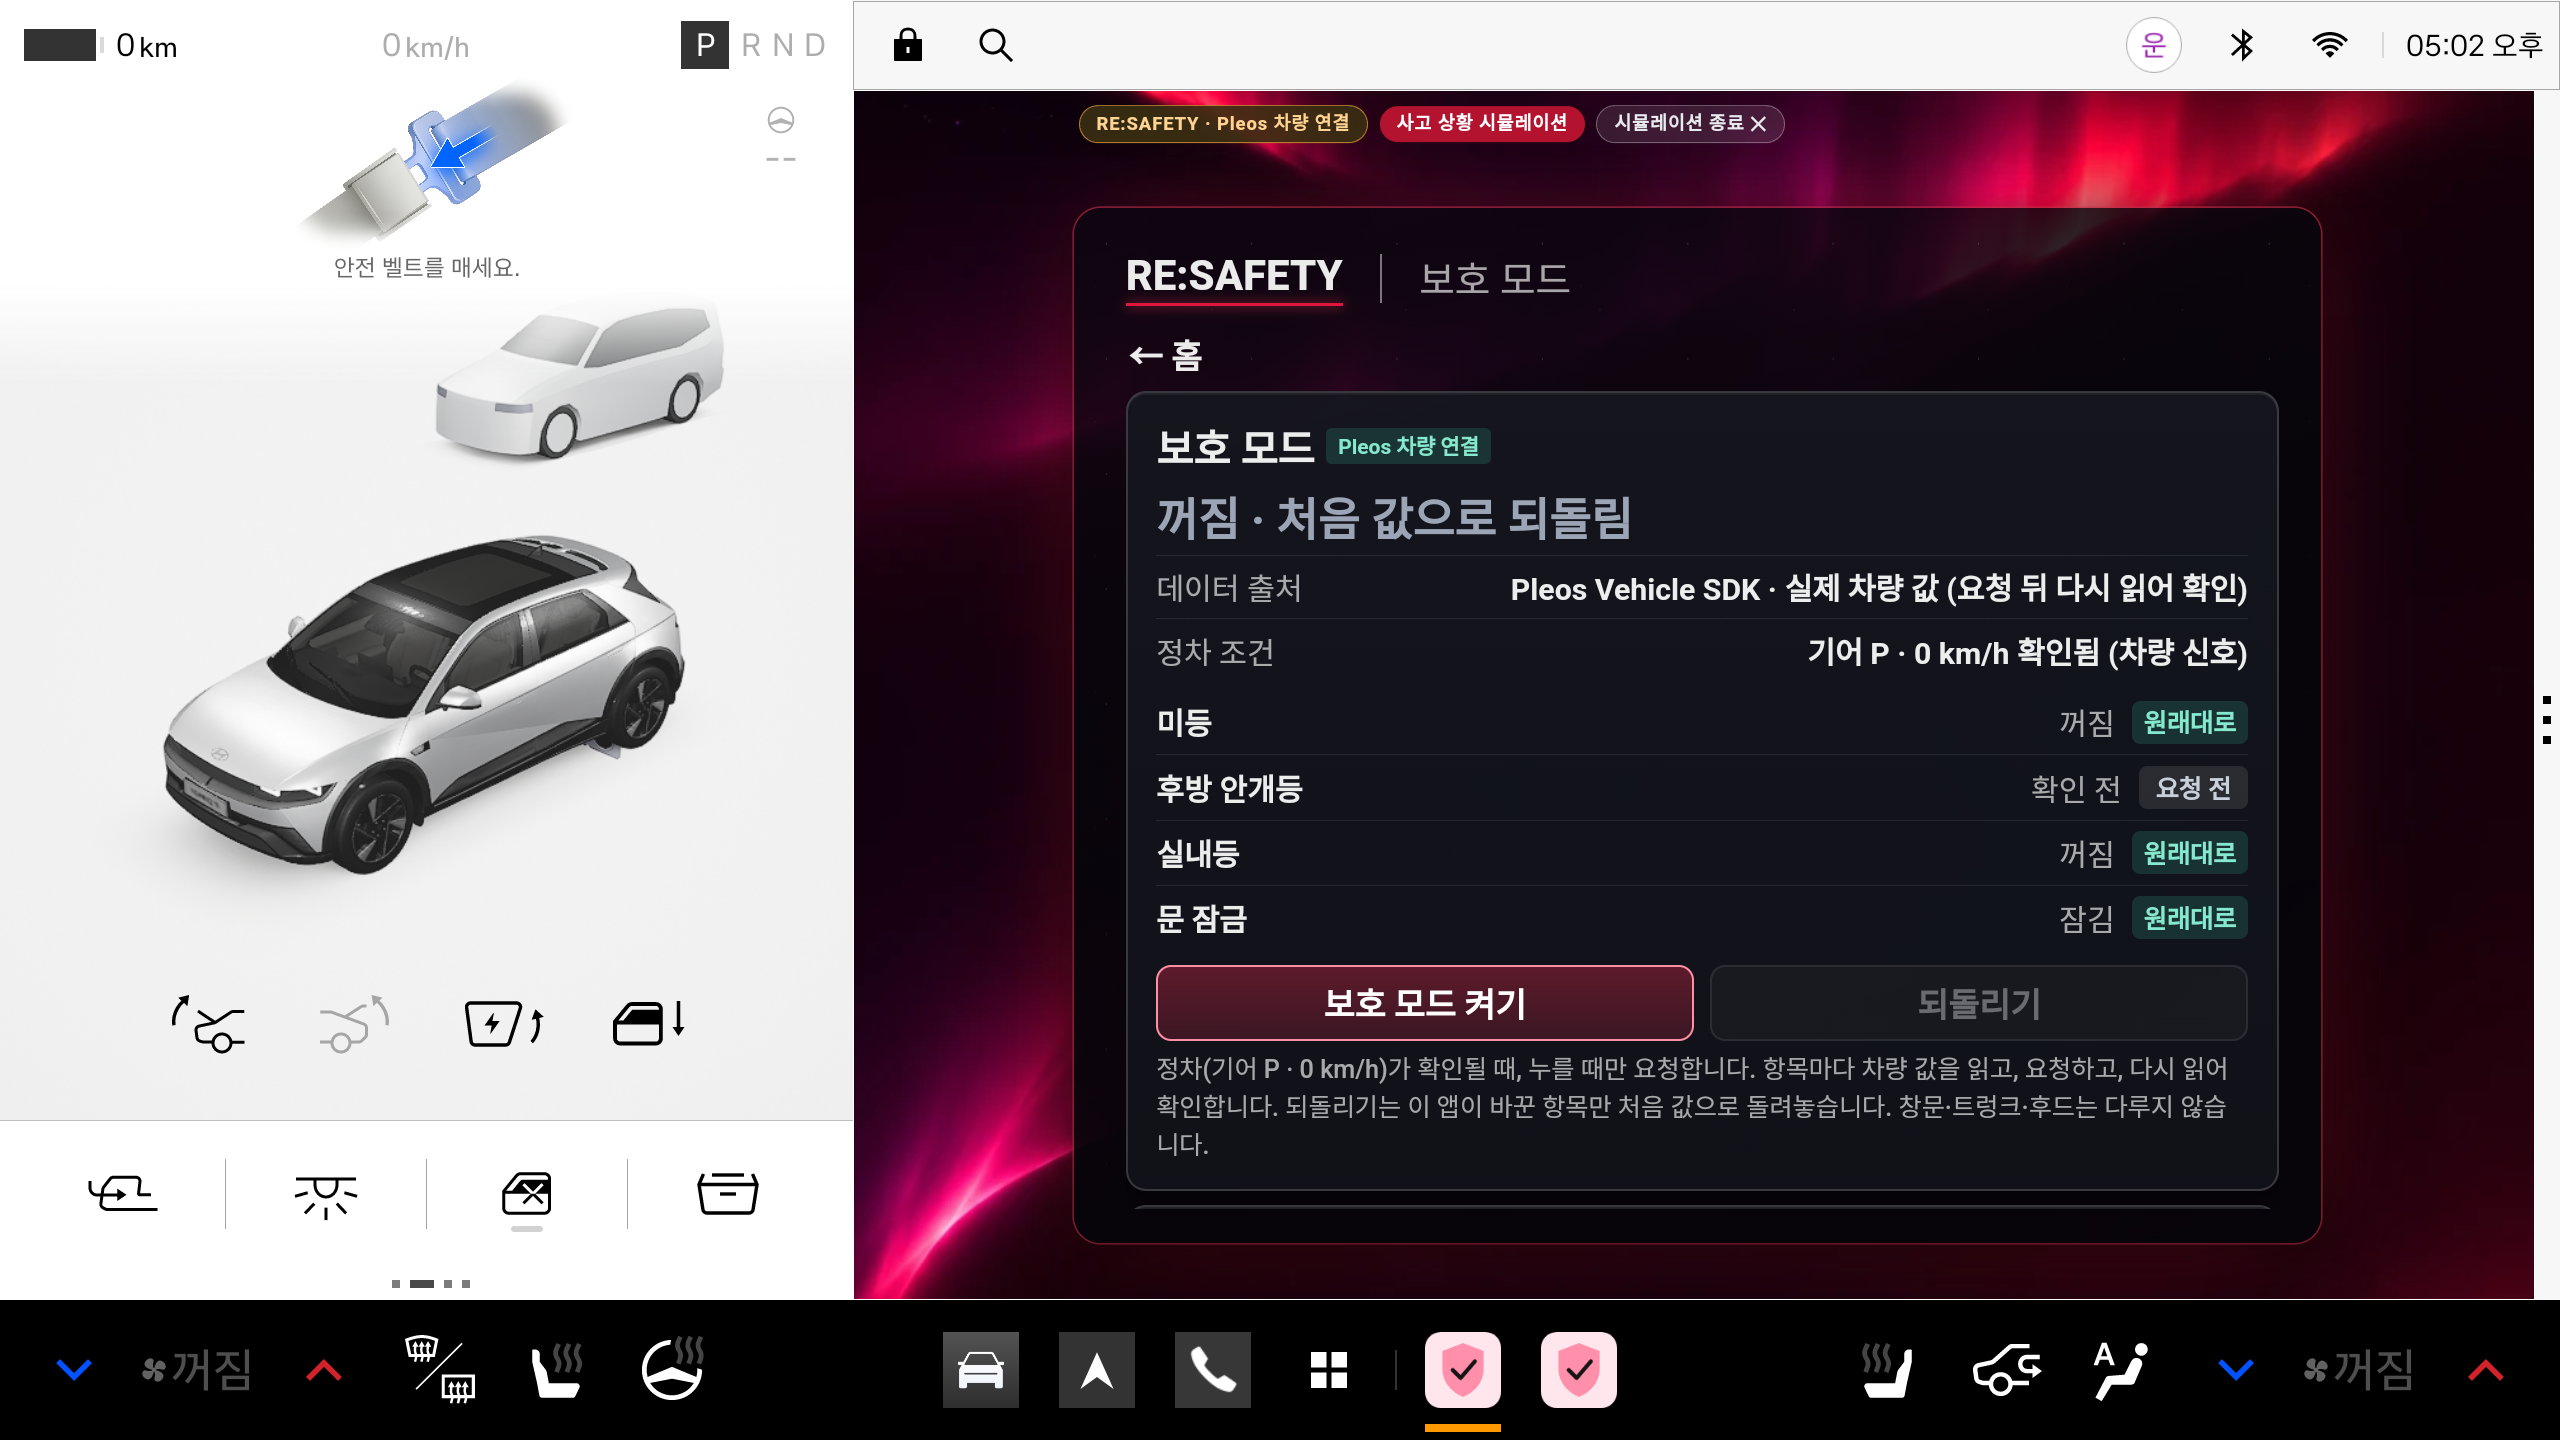 0 km
0 km/h
P R N D
안전 벨트를 매세요.
운
05:02 오후
RE:SAFETY · Pleos 차량 연결
사고 상황 시뮬레이션
시뮬레이션 종료 ✕
RE:SAFETY
보호 모드
← 홈
보호 모드 Pleos 차량 연결
꺼짐 · 처음 값으로 되돌림
데이터 출처 Pleos Vehicle SDK · 실제 차량 값 (요청 뒤 다시 읽어 확인)
정차 조건 기어 P · 0 km/h 확인됨 (차량 신호)
미등 꺼짐 원래대로
후방 안개등 확인 전 요청 전
실내등 꺼짐 원래대로
문 잠금 잠김 원래대로
보호 모드 켜기 되돌리기
정차(기어 P · 0 km/h)가 확인될 때, 누를 때만 요청합니다. 항목마다 차량 값을 읽고, 요청하고, 다시 읽어
확인합니다. 되돌리기는 이 앱이 바꾼 항목만 처음 값으로 돌려놓습니다. 창문·트렁크·후드는 다루지 않습
니다.
꺼짐
A
꺼짐